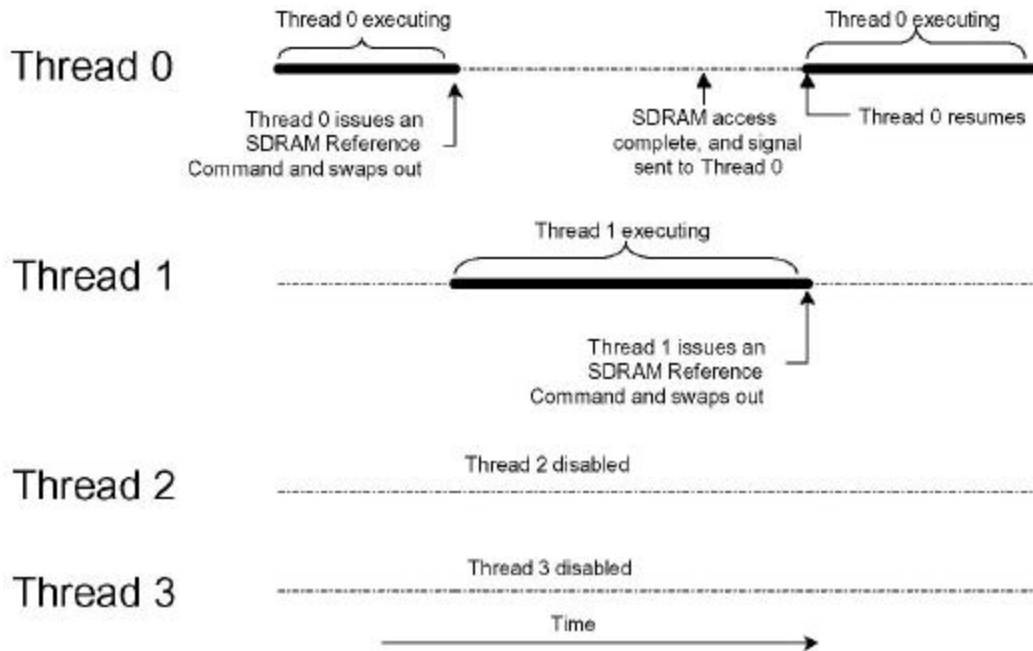 Thread 0 executing
Thread 0 executing
Thread 0
Thread 0 issues an
SDRAM Reference
Command and swaps out
SDRAM access
complete, and signal
sent to Thread 0
Thread 0 resumes
Thread 1 executing
Thread 1
Thread 1 issues an
SDRAM Reference
Command and swaps out
Thread 2 disabled
Thread 2
Thread 3 disabled
Thread 3
Time